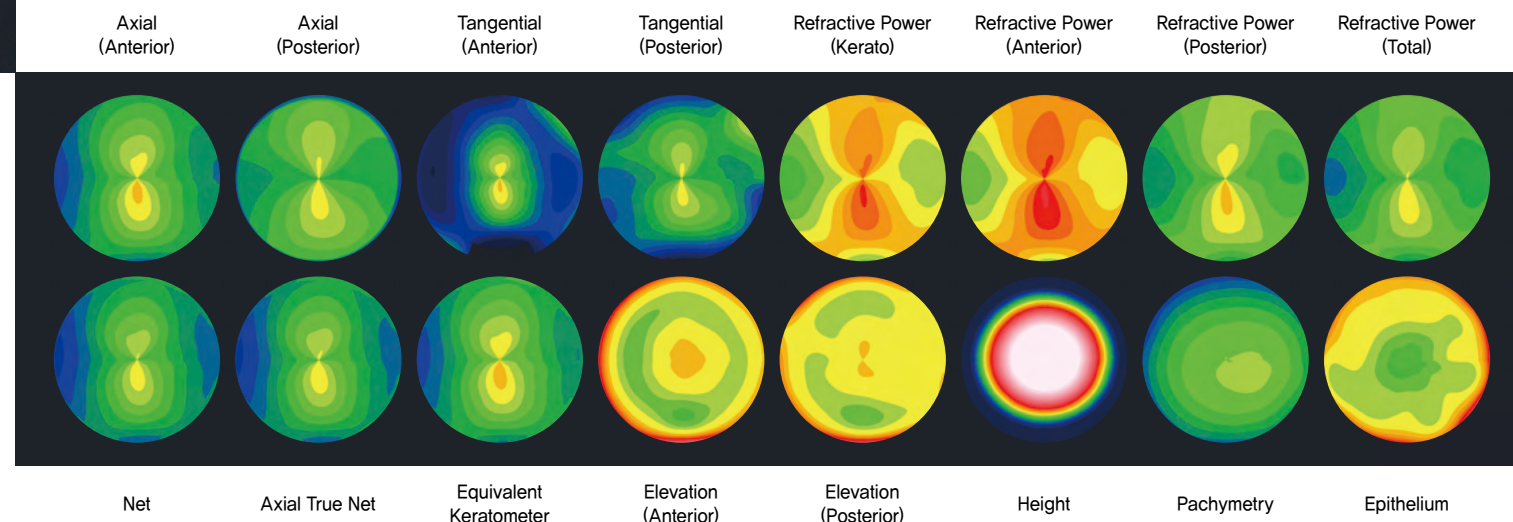 Axial
(Anterior)
Axial
(Posterior)
Tangential
(Anterior)
Tangential
(Posterior)
Refractive Power
(Kerato)
Refractive Power
(Anterior)
Refractive Power
(Posterior)
Refractive Power
(Total)
Net
Axial True Net
Equivalent
Keratometer
Elevation
(Anterior)
Elevation
(Posterior)
Height
Pachymetry
Epithelium